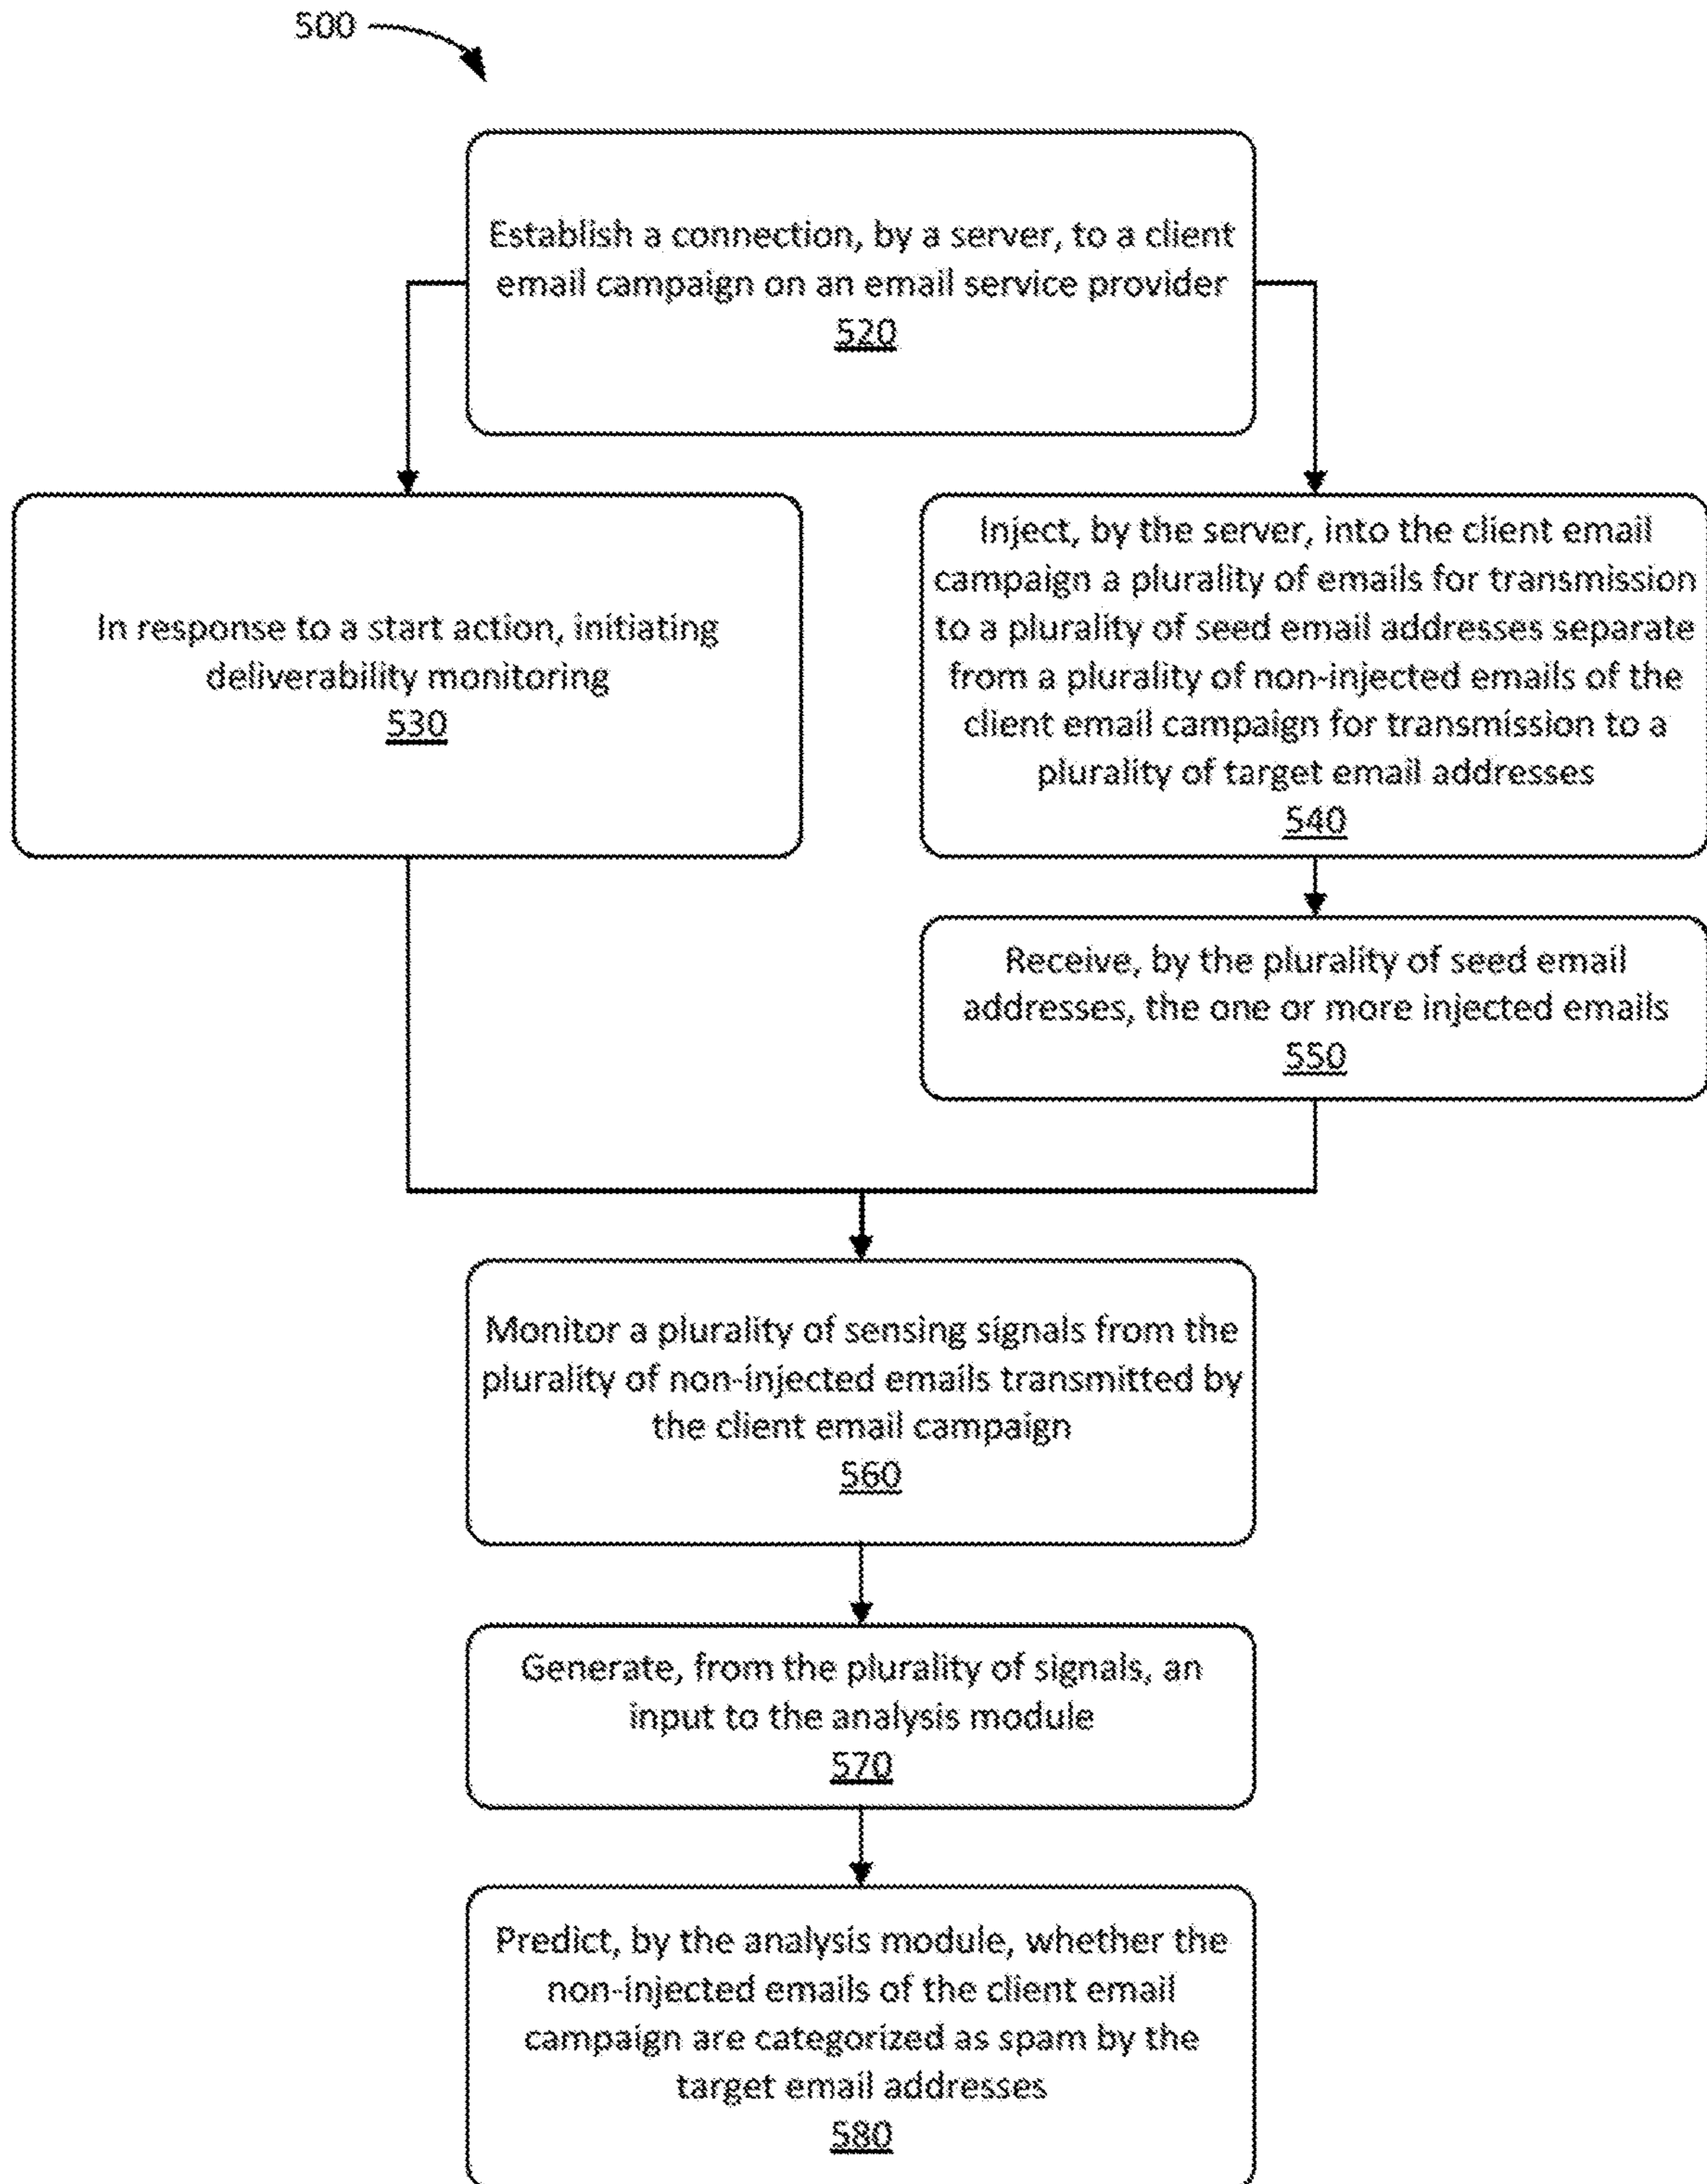 500
Establish a connection, by a server, to a client
email campaign on an email service provider
520
In response to a start action, initiating
deliverability monitoring
530
Inject, by the server, into the client email
campaign a plurality of emails for transmission
to a plurality of seed email addresses separate
from a plurality of non-injected emails of the
client email campaign for transmission to a
plurality of target email addresses
540
Receive, by the plurality of seed email
addresses, the one or more injected emails
550
Monitor a plurality of sensing signals from the
plurality of non-injected emails transmitted by
the client email campaign
560
Generate, from the plurality of signals, an
input to the analysis module
570
Predict, by the analysis module, whether the
non-injected emails of the client email
campaign are categorized as spam by the
target email addresses
580